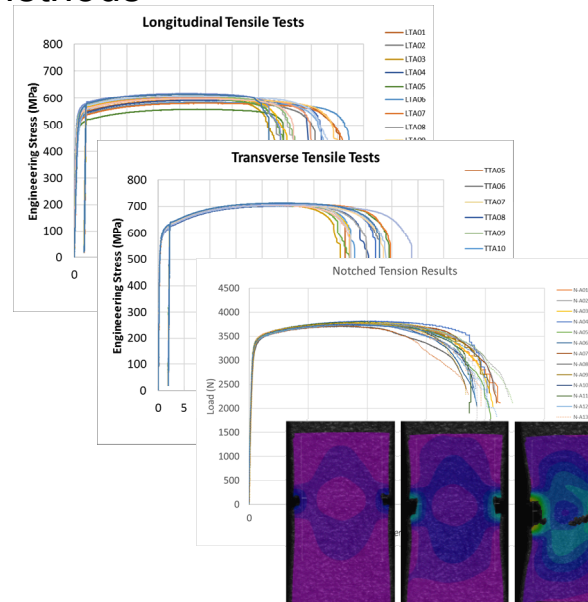 Longitudinal Tensile Tests
Engineering Stress (MPa)
800
700
600
500
400
300
200
100
0
0
LTA01
LTA02
LTA03
LTA04
LTA05
LTA06
LTA07
LTA08
Transverse Tensile Tests
Engineering Stress (MPa)
800
700
600
500
400
300
200
100
0
0 5
TTA05
TTA06
TTA07
TTA08
TTA09
TTA10
Notched Tension Results
Load (N)
4500
4000
3500
3000
2500
2000
1500
1000
500
0
0
N-A01
N-A02
N-A03
N-A04
N-A05
N-A06
N-A07
N-A08
N-A09
N-A10
N-A11
N-A12
N-A13